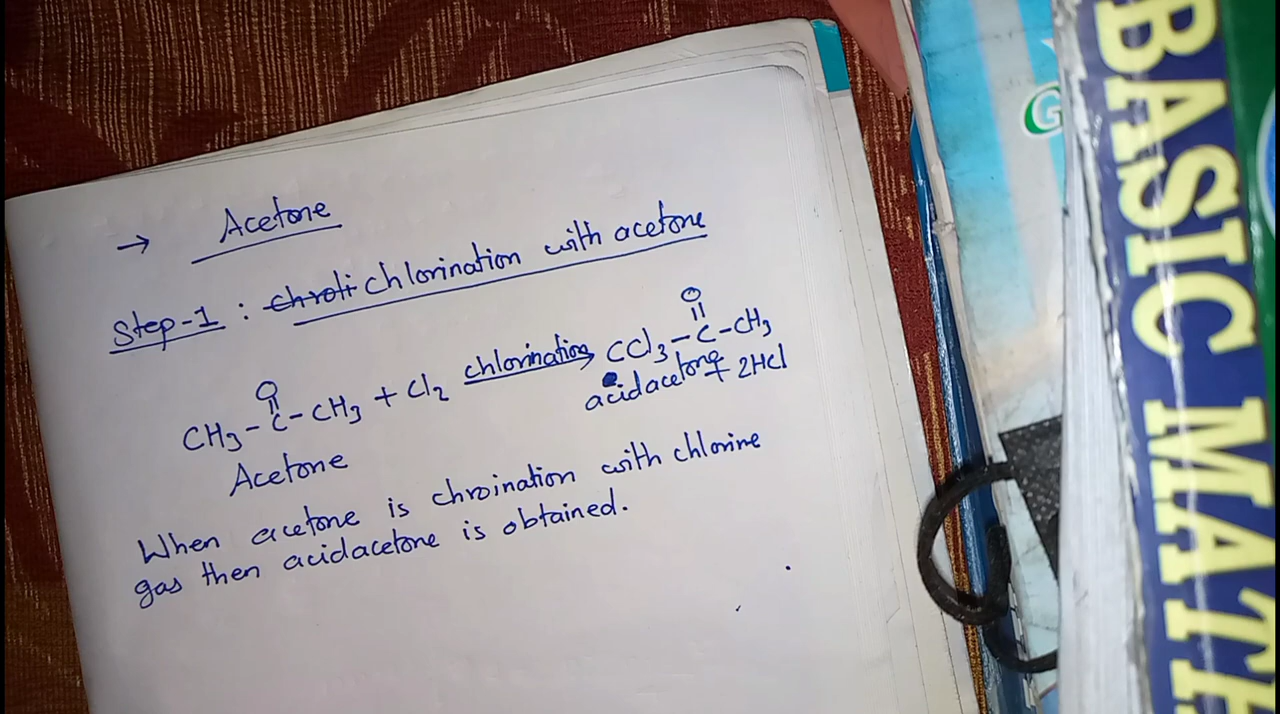 → Acetone
Step-1 : chroti chlorination with acetone
O O
CH3-C-CH3 + Cl2 chlorination CCl3-C-CH3
Acetone acidacetone + 2HCl
When acetone is chroination with chlorine
gas then acidacetone is obtained.
G
BASIC MATH